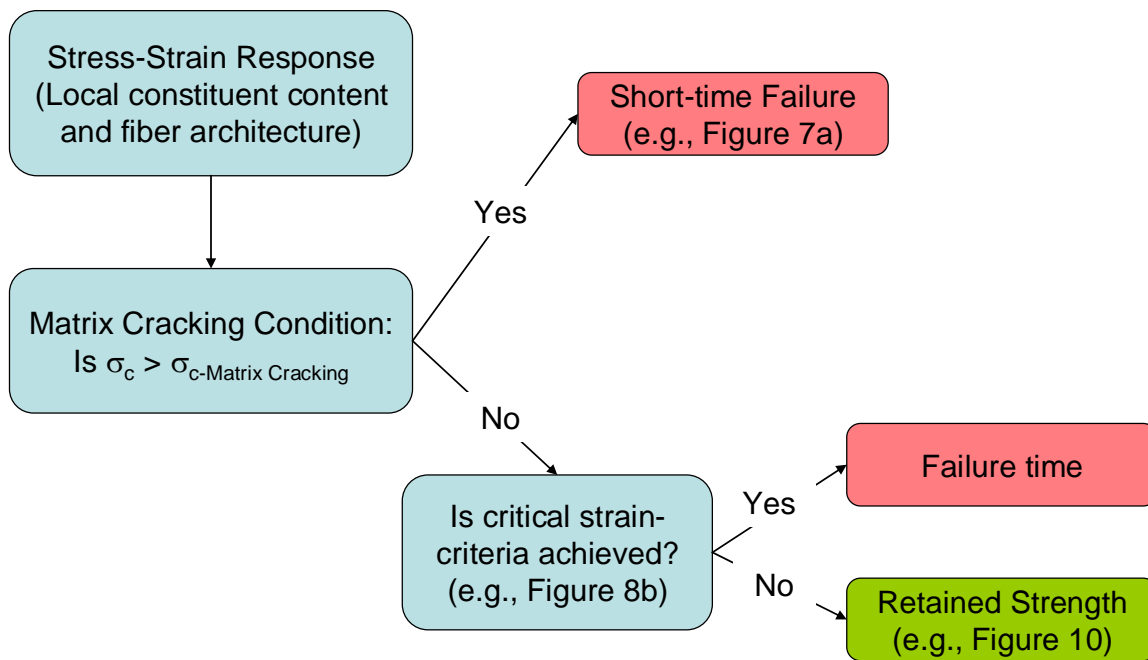 Stress-Strain Response
(Local constituent content
and fiber architecture)
Short-time Failure
(e.g., Figure 7a)
Yes
Matrix Cracking Condition:
Is σc > σc-Matrix Cracking
No
Is critical strain-
criteria achieved?
(e.g., Figure 8b)
Yes
Failure time
No
Retained Strength
(e.g., Figure 10)